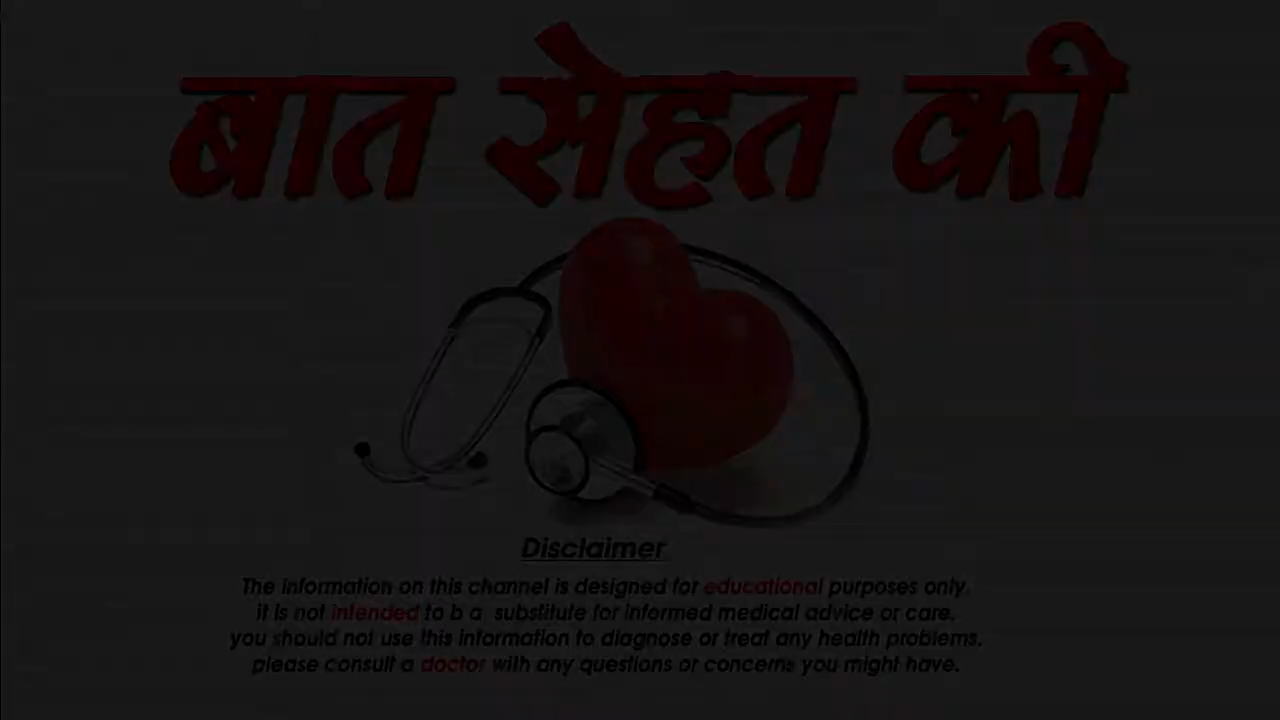 बात सेहत की
Disclaimer
The information on this channel is designed for educational purposes only.
it is not intended to b a substitute for informed medical advice or care.
you should not use this information to diagnose or treat any health problems.
please consult a doctor with any questions or concerns you might have.